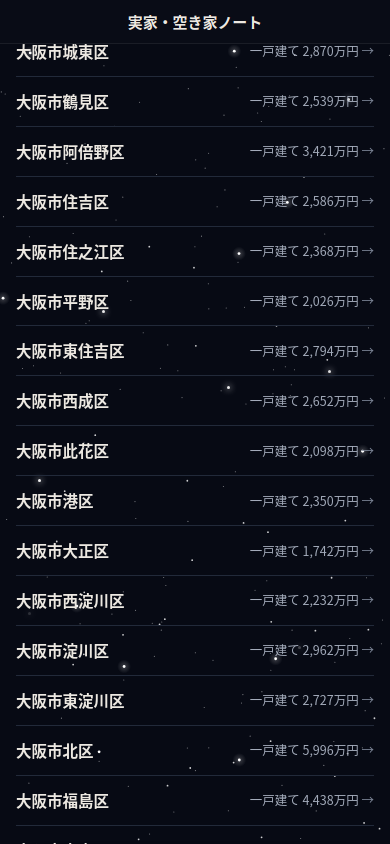 実家・空き家ノート
大阪市城東区 一戸建て 2,870万円 →
大阪市鶴見区 一戸建て 2,539万円 →
大阪市阿倍野区 一戸建て 3,421万円 →
大阪市住吉区 一戸建て 2,586万円 →
大阪市住之江区 一戸建て 2,368万円 →
大阪市平野区 一戸建て 2,026万円 →
大阪市東住吉区 一戸建て 2,794万円 →
大阪市西成区 一戸建て 2,652万円 →
大阪市此花区 一戸建て 2,098万円 →
大阪市港区 一戸建て 2,350万円 →
大阪市大正区 一戸建て 1,742万円 →
大阪市西淀川区 一戸建て 2,232万円 →
大阪市淀川区 一戸建て 2,962万円 →
大阪市東淀川区 一戸建て 2,727万円 →
大阪市北区 一戸建て 5,996万円 →
大阪市福島区 一戸建て 4,438万円 →